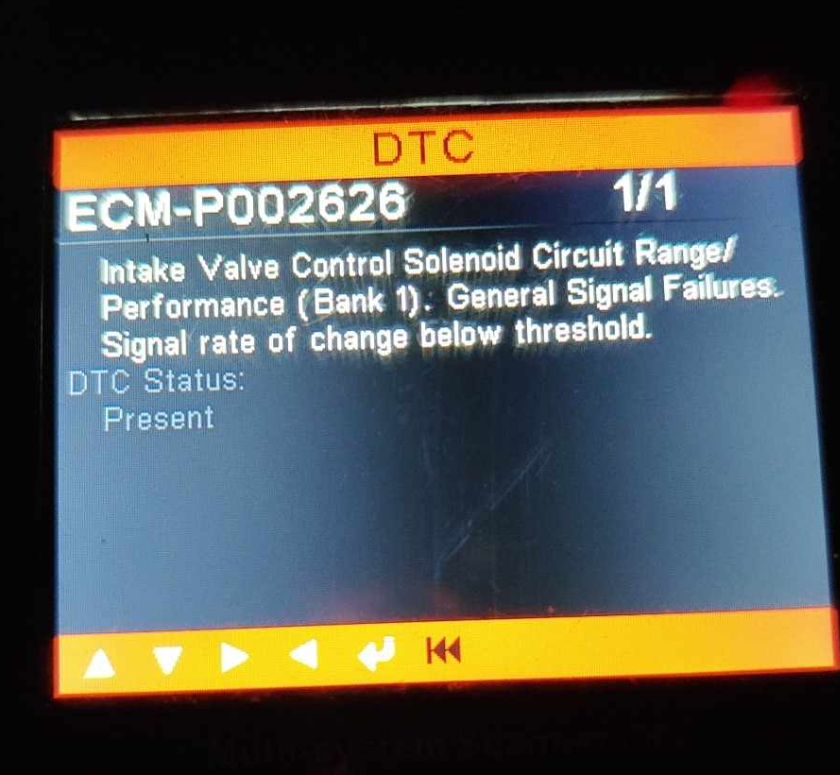 DTC
ECM-P002626 1/1
Intake Valve Control Solenoid Circuit Range/
Performance (Bank 1). General Signal Failures.
Signal rate of change below threshold.
DTC Status:
Present